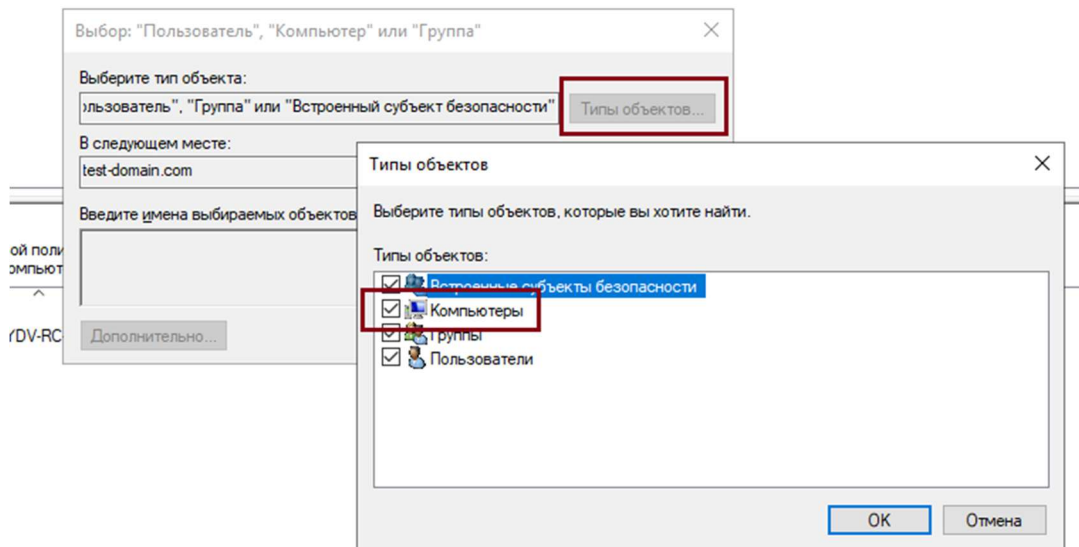 Выбор: "Пользователь", "Компьютер" или "Группа"
Выберите тип объекта:
ользователь", "Группа" или "Встроенный субъект безопасности"
Типы объектов...
В следующем месте:
test-domain.com
Введите имена выбираемых объектов
Дополнительно...
ой поли
омпьют
YDV-RC
Типы объектов
Выберите типы объектов, которые вы хотите найти.
Типы объектов:
Встроенные субъекты безопасности
Компьютеры
Группы
Пользователи
OK
Отмена